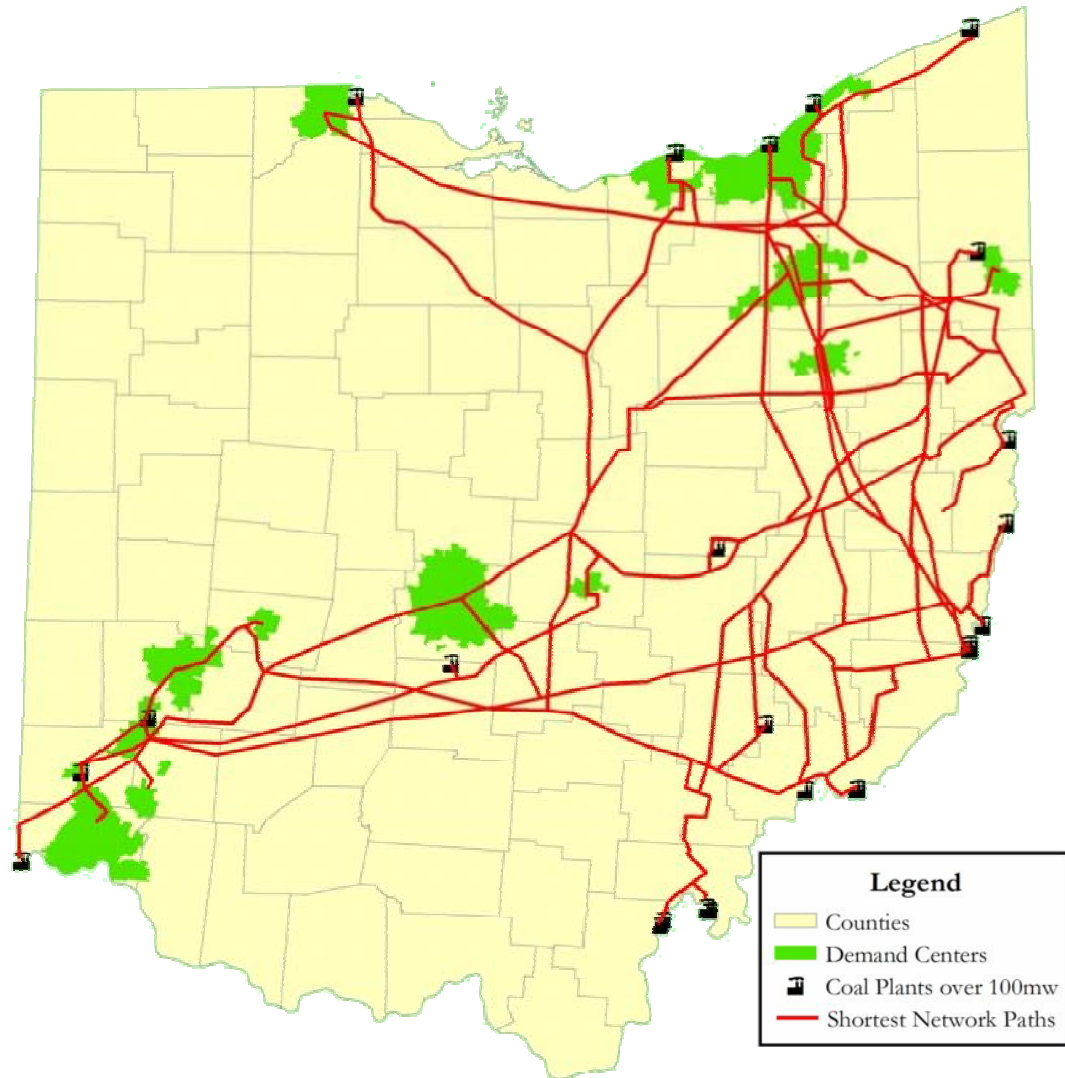 Legend
Counties
Demand Centers
Coal Plants over 100mw
Shortest Network Paths